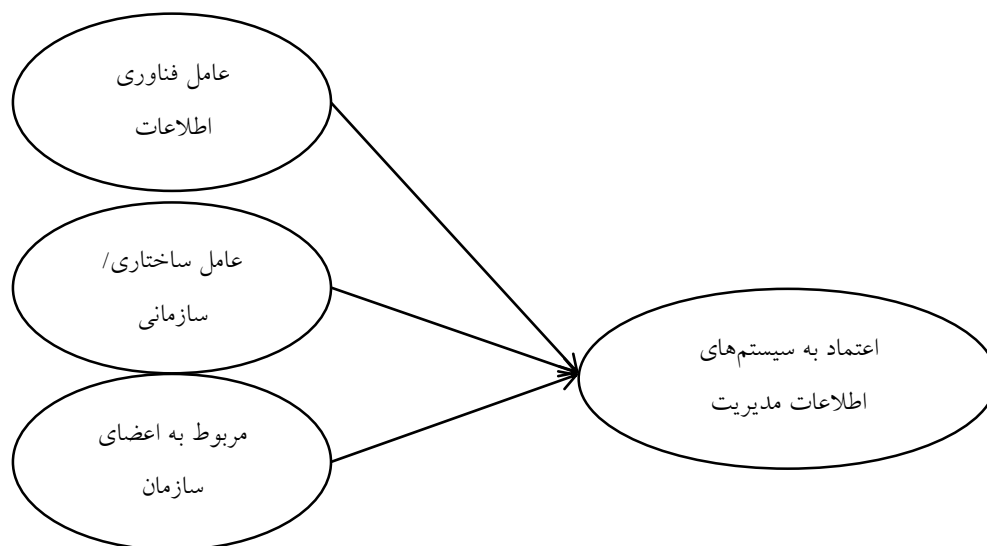 عامل فناوری
اطلاعات
عامل ساختاری/
سازمانی
مربوط به اعضای
سازمان
اعتماد به سیستم‌های
اطلاعات مدیریت